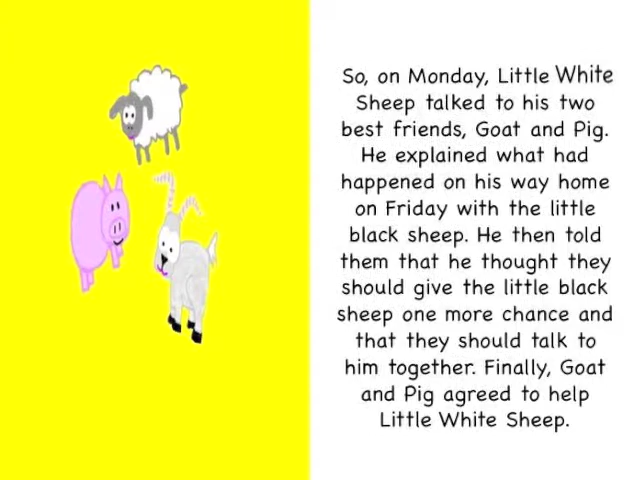 So, on Monday, Little White
Sheep talked to his two
best friends, Goat and Pig.
He explained what had
happened on his way home
on Friday with the little
black sheep. He then told
them that he thought they
should give the little black
sheep one more chance and
that they should talk to
him together. Finally, Goat
and Pig agreed to help
Little White Sheep.